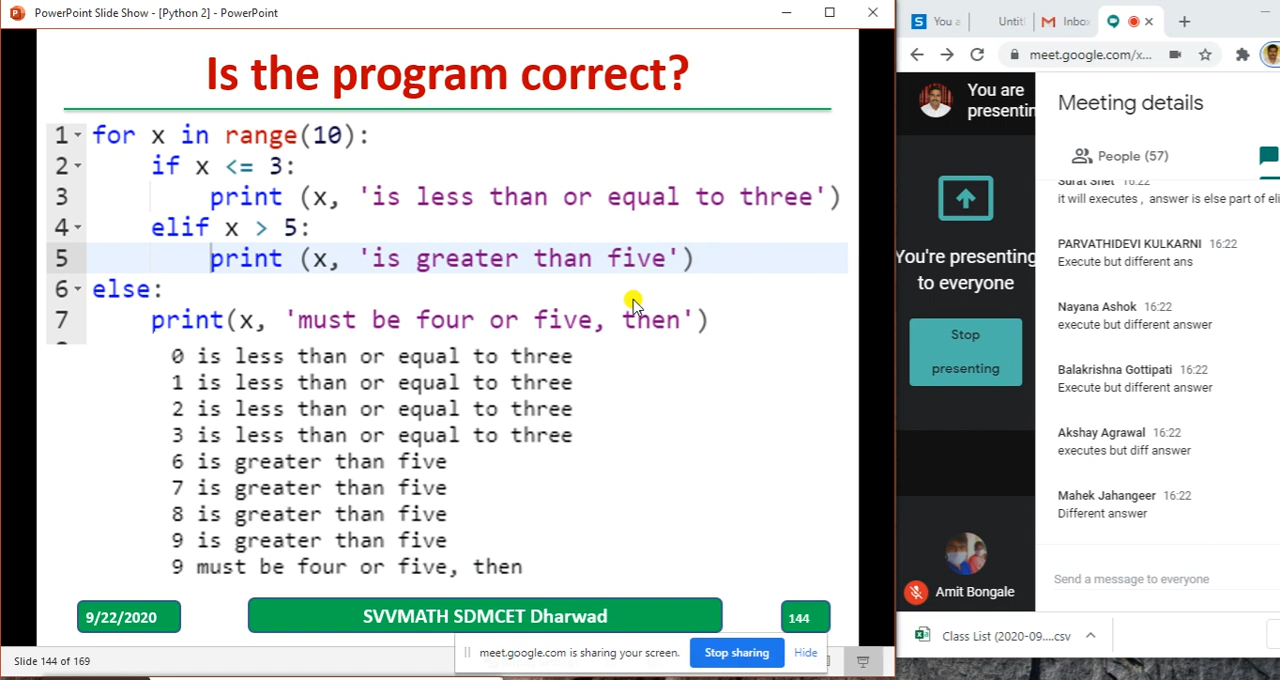 PowerPoint Slide Show - [Python 2] - PowerPoint
Is the program correct?
1 for x in range(10):
2 if x <= 3:
3 print (x, 'is less than or equal to three')
4 elif x > 5:
5 print (x, 'is greater than five')
6 else:
7 print(x, 'must be four or five, then')
0 is less than or equal to three
1 is less than or equal to three
2 is less than or equal to three
3 is less than or equal to three
6 is greater than five
7 is greater than five
8 is greater than five
9 is greater than five
9 must be four or five, then
9/22/2020
SVVMATH SDMCET Dharwad
144
Slide 144 of 169
meet.google.com is sharing your screen.
Stop sharing
Hide
S You a
Untitl
Inbox
meet.google.com/x...
You are
presentin
Meeting details
People (57)
You're presenting
to everyone
Stop
presenting
Amit Bongale
16:22
it will executes , answer is else part of eli
PARVATHIDEVI KULKARNI 16:22
Execute but different ans
Nayana Ashok 16:22
execute but different answer
Balakrishna Gottipati 16:22
Execute but different answer
Akshay Agrawal 16:22
executes but diff answer
Mahek Jahangeer 16:22
Different answer
Send a message to everyone
Class List (2020-09....csv